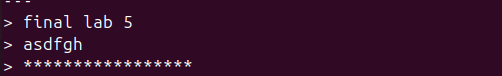 ---
> final lab 5
> asdfgh
> *****************